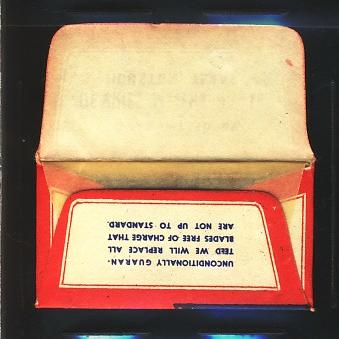 UNCONDITIONALLY GUARAN-
TEED WE WILL REPLACE ALL
BLADES FREE OF CHARGE THAT
ARE NOT UP TO STANDARD.